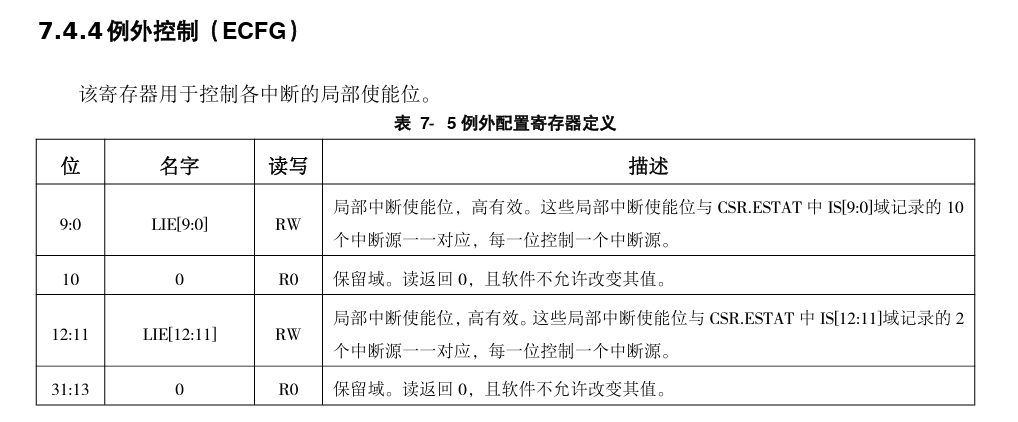 7.4.4 例外控制（ECFG）
该寄存器用于控制各中断的局部使能位。
表 7- 5 例外配置寄存器定义
位 名字 读写 描述
9:0 LIE[9:0] RW 局部中断使能位，高有效。这些局部中断使能位与 CSR.ESTAT 中 IS[9:0]域记录的 10
个中断源一一对应，每一位控制一个中断源。
10 0 R0 保留域。读返回 0，且软件不允许改变其值。
12:11 LIE[12:11] RW 局部中断使能位，高有效。这些局部中断使能位与 CSR.ESTAT 中 IS[12:11]域记录的 2
个中断源一一对应，每一位控制一个中断源。
31:13 0 R0 保留域。读返回 0，且软件不允许改变其值。